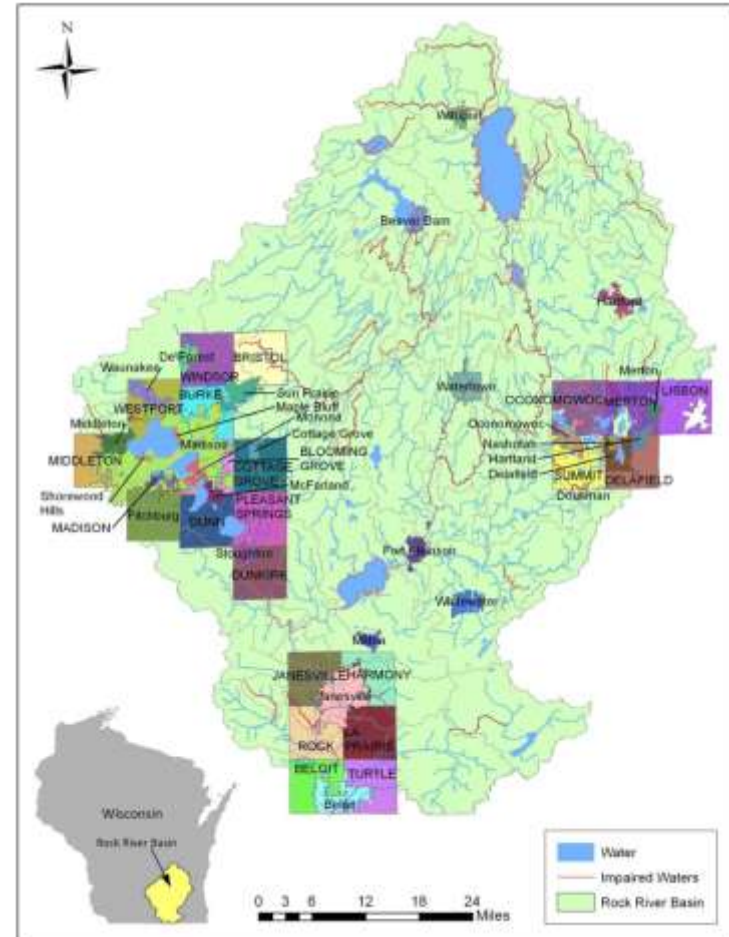 N
Waupun
Beaver Dam
Hartford
Merton
De Forest
BRISTOL
Waunakee
WINDSOR
Watertown
OCONOMOWOC
MERTON
LISBON
Sun Prairie
WESTPORT
BURKE
Maple Bluff
Oconomowoc
Middleton
Monona
Madison
Cottage Grove
Nashotah
MIDDLETON
COTTAGE GROVE
BLOOMING GROVE
Hartland
SUMMIT
Delafield
DELAFIELD
McFarland
Shorewood Hills
Dousman
MADISON
Fitchburg
DUNN
PLEASANT SPRINGS
Stoughton
Fort Atkinson
DUNKIRK
Whitewater
Milton
JANESVILLE
HARMONY
Janesville
ROCK
LA PRAIRIE
BELOIT
TURTLE
Beloit
Wisconsin
Rock River Basin
Water
Impaired Waters
Rock River Basin
0 3 6 12 18 24
Miles